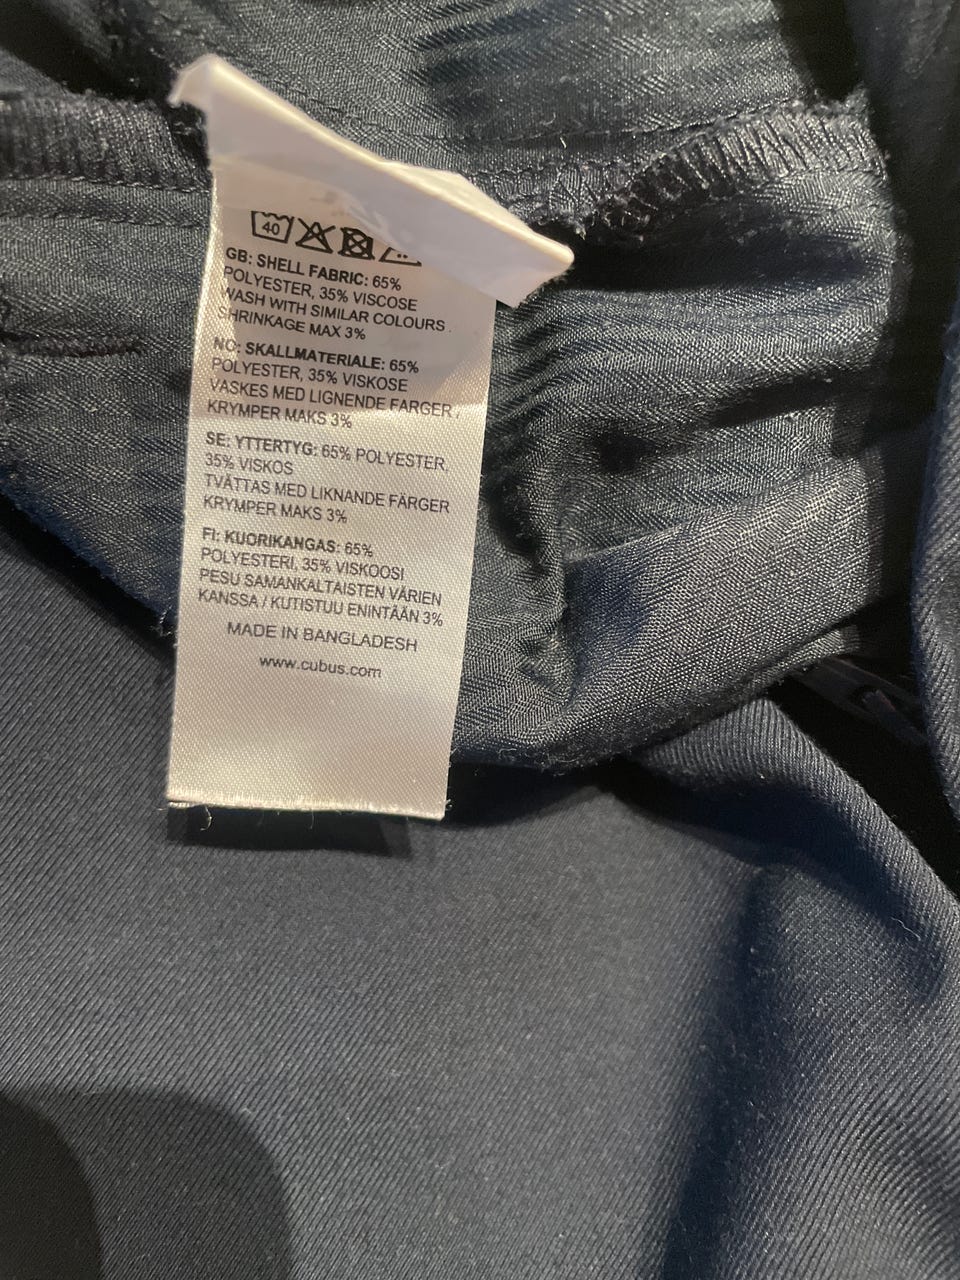 40
GB: SHELL FABRIC: 65%
POLYESTER, 35% VISCOSE
WASH WITH SIMILAR COLOURS .
SHRINKAGE MAX 3%
NO: SKALLMATERIALE: 65%
POLYESTER, 35% VISKOSE
VASKES MED LIGNENDE FARGER ,
KRYMPER MAKS 3%
SE: YTTERTYG: 65% POLYESTER,
35% VISKOS
TVÄTTAS MED LIKNANDE FÄRGER
KRYMPER MAKS 3%
FI: KUORIKANGAS: 65%
POLYESTERI, 35% VISKOOSI
PESU SAMANKALTAISTEN VÄRIEN
KANSSA / KUTISTUU ENINTÄÄN 3%
MADE IN BANGLADESH
www.cubus.com